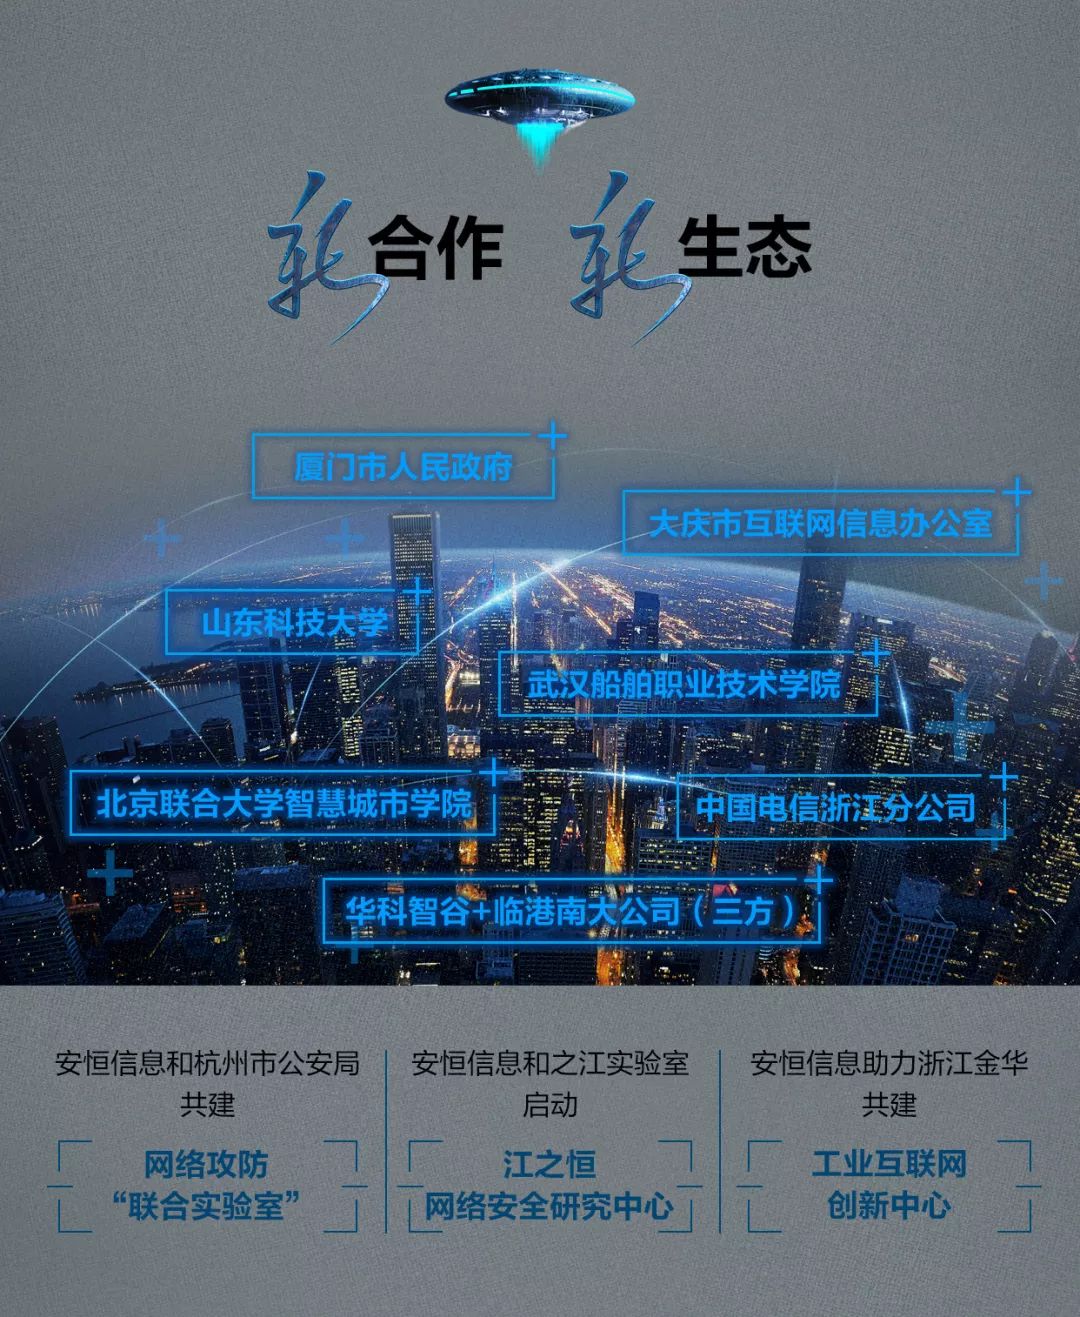 新合作 新生态
厦门市人民政府
大庆市互联网信息办公室
山东科技大学
武汉船舶职业技术学院
北京联合大学智慧城市学院
中国电信浙江分公司
华科智谷+临港南大公司（三方）
安恒信息和杭州市公安局
共建
网络攻防
“联合实验室”
安恒信息和之江实验室
启动
江之恒
网络安全研究中心
安恒信息助力浙江金华
共建
工业互联网
创新中心